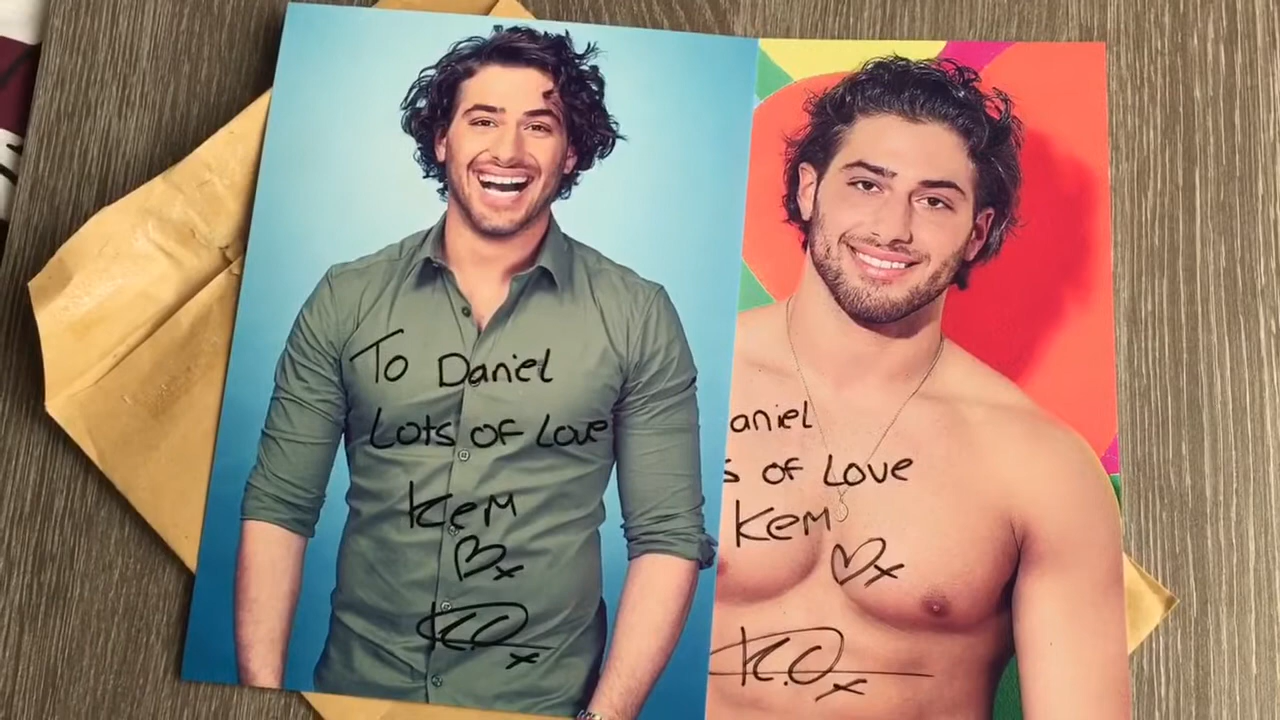 To Daniel
Lots of Love
Kem
K.O x
aniel
s of Love
Kem
x
K.O x